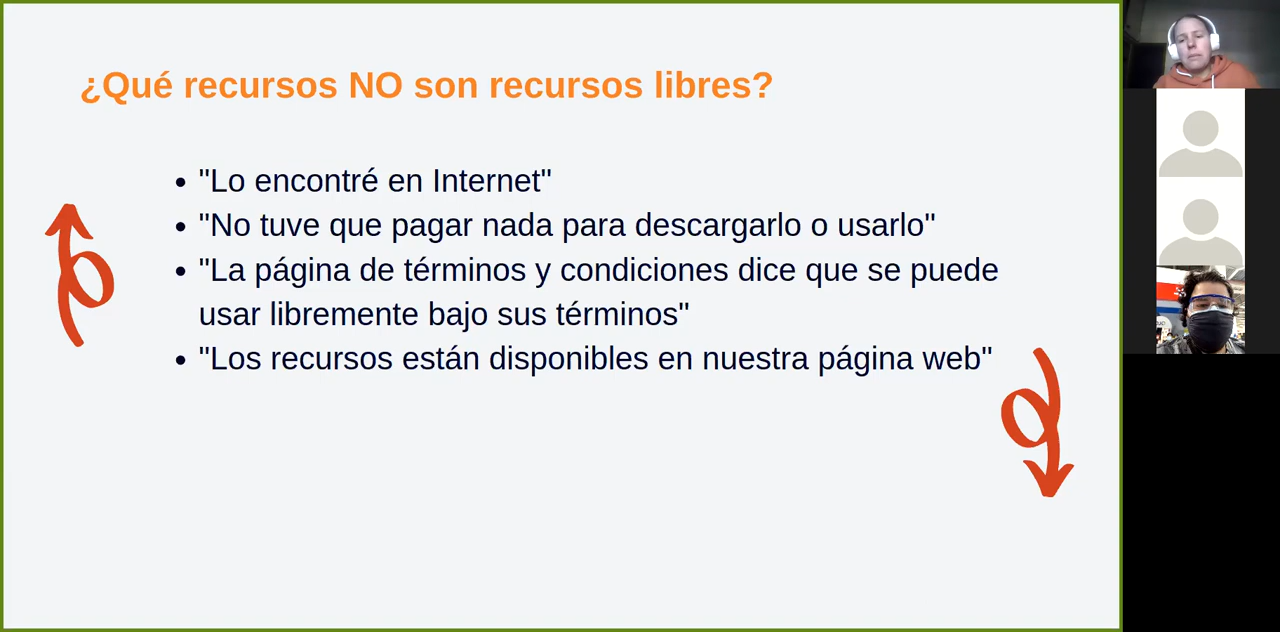 ¿Qué recursos NO son recursos libres?
• "Lo encontré en Internet"
• "No tuve que pagar nada para descargarlo o usarlo"
• "La página de términos y condiciones dice que se puede
usar libremente bajo sus términos"
• "Los recursos están disponibles en nuestra página web"